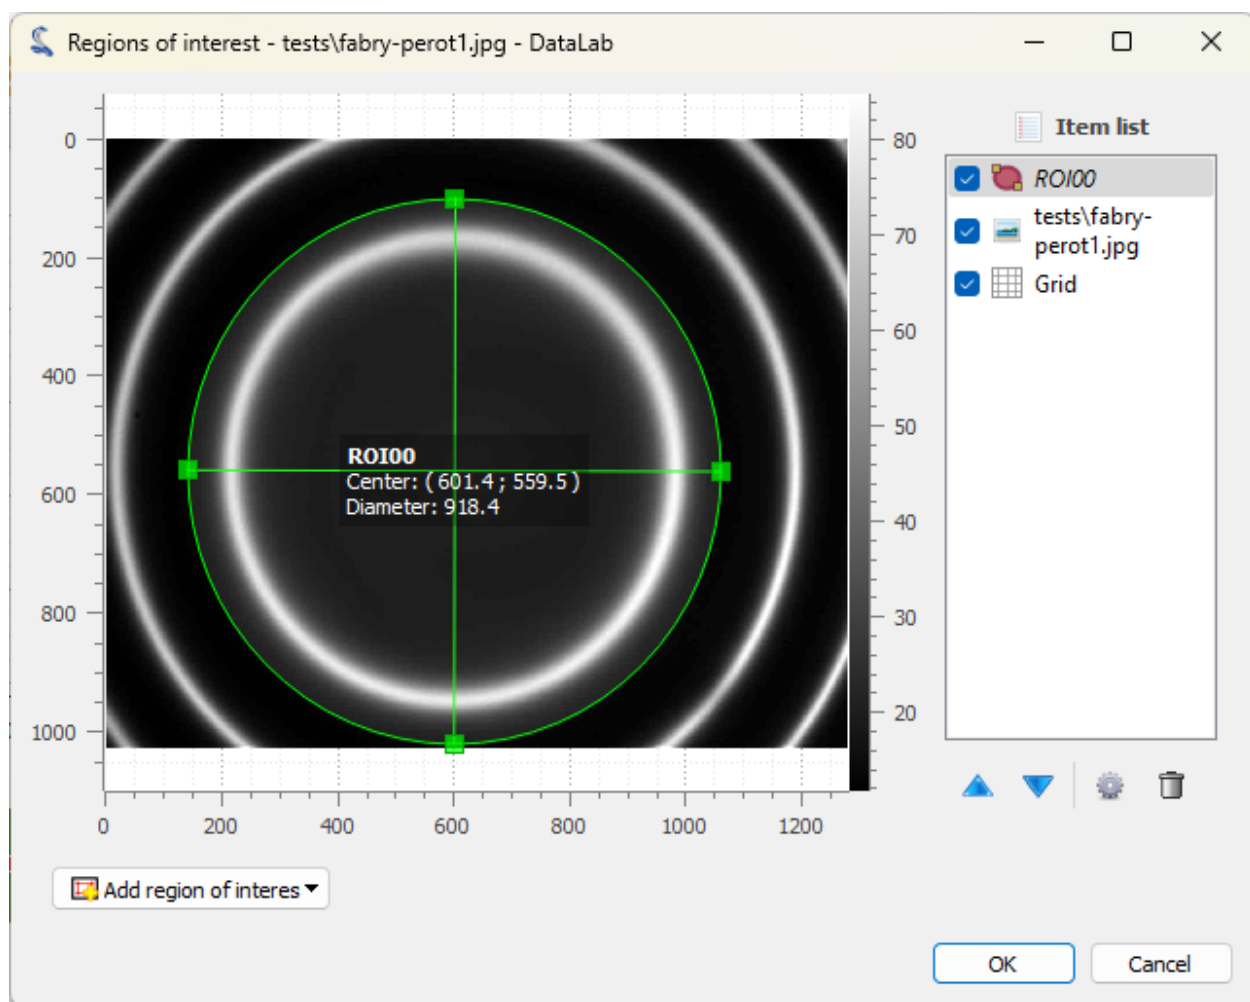 Regions of interest - tests\fabry-perot1.jpg - DataLab
Item list
ROI00
tests\fabry-
perot1.jpg
Grid
0
200
400
600
800
1000
0
200
400
600
800
1000
1200
80
70
60
50
40
30
20
ROI00
Center: ( 601.4 ; 559.5 )
Diameter: 918.4
Add region of interes
OK
Cancel